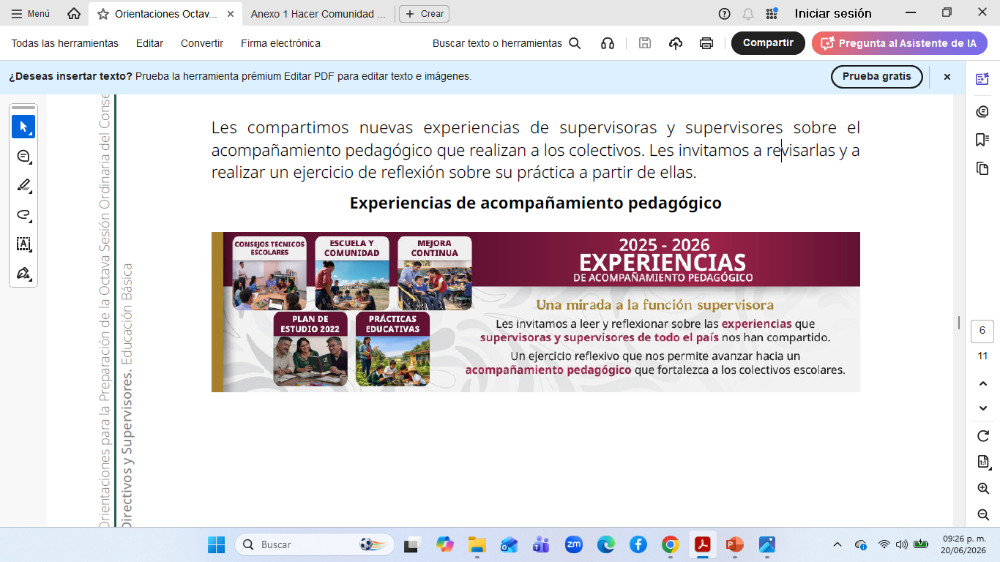 Menú
Orientaciones Octav...
Anexo 1 Hacer Comunidad ...
Crear
Iniciar sesión
Todas las herramientas
Editar
Convertir
Firma electrónica
Buscar texto o herramientas
Compartir
Pregunta al Asistente de IA
¿Deseas insertar texto? Prueba la herramienta prémium Editar PDF para editar texto e imágenes.
Prueba gratis
Orientaciones para la Preparación de la Octava Sesión Ordinaria del Conse
Directivos y Supervisores. Educación Básica
Les compartimos nuevas experiencias de supervisoras y supervisores sobre el
acompañamiento pedagógico que realizan a los colectivos. Les invitamos a revisarlas y a
realizar un ejercicio de reflexión sobre su práctica a partir de ellas.
Experiencias de acompañamiento pedagógico
CONSEJOS TÉCNICOS
ESCOLARES
ESCUELA Y
COMUNIDAD
MEJORA
CONTINUA
PLAN DE
ESTUDIO 2022
PRÁCTICAS
EDUCATIVAS
2025 - 2026
EXPERIENCIAS
DE ACOMPAÑAMIENTO PEDAGÓGICO
Una mirada a la función supervisora
Les invitamos a leer y reflexionar sobre las experiencias que
supervisoras y supervisores de todo el país nos han compartido.
Un ejercicio reflexivo que nos permite avanzar hacia un
acompañamiento pedagógico que fortalezca a los colectivos escolares.
6
11
1:1
Buscar
zm
09:26 p. m.
20/06/2026